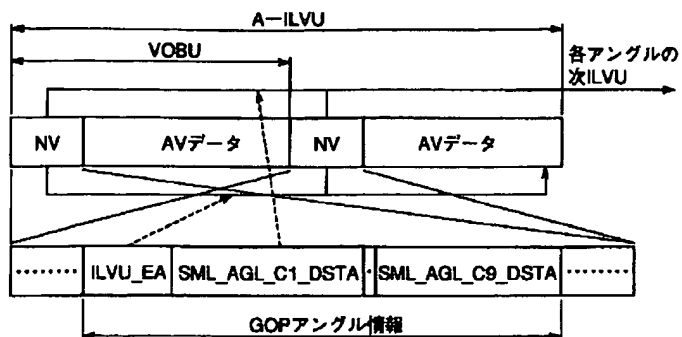 A-ILVU
VOBU
各アングルの
次ILVU
NV AVデータ NV AVデータ
········ ILVU_EA SML_AGL_C1_DSTA · SML_AGL_C9_DSTA ········
GOPアングル情報